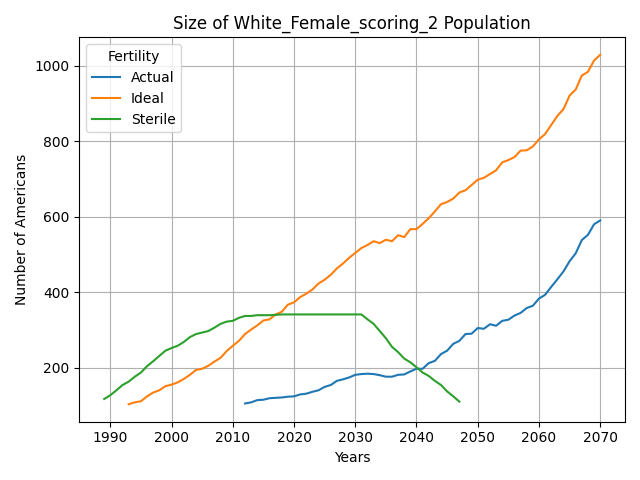 Size of White_Female_scoring_2 Population
Fertility
Actual
Ideal
Sterile
Number of Americans
1000
800
600
400
200
1990 2000 2010 2020 2030 2040 2050 2060 2070
Years